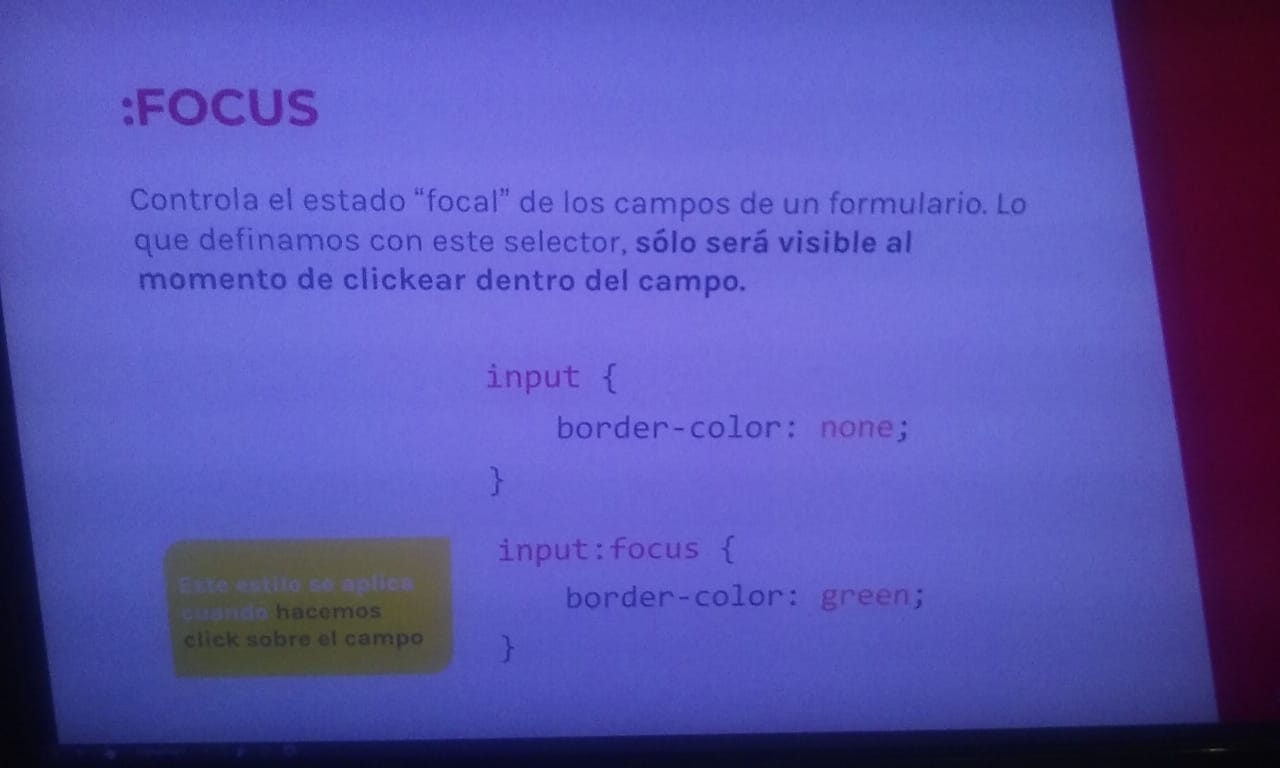 :FOCUS
Controla el estado “focal” de los campos de un formulario. Lo
que definamos con este selector, sólo será visible al
momento de clickear dentro del campo.
input {
border-color: none;
}
input:focus {
border-color: green;
}
Este estilo se aplica
cuando hacemos
click sobre el campo